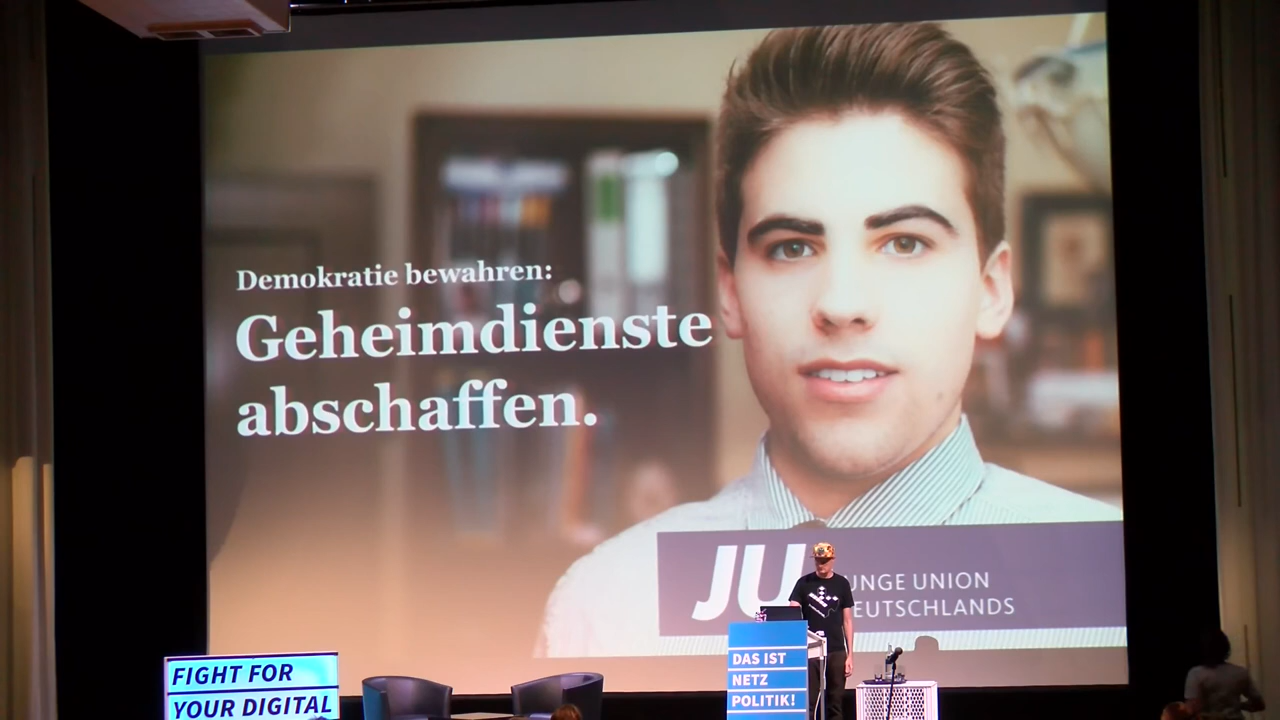 Demokratie bewahren:
Geheimdienste
abschaffen.
JU
UNGE UNION
EUTSCHLANDS
FIGHT FOR
YOUR DIGITAL
DAS IST
NETZ
POLITIK!